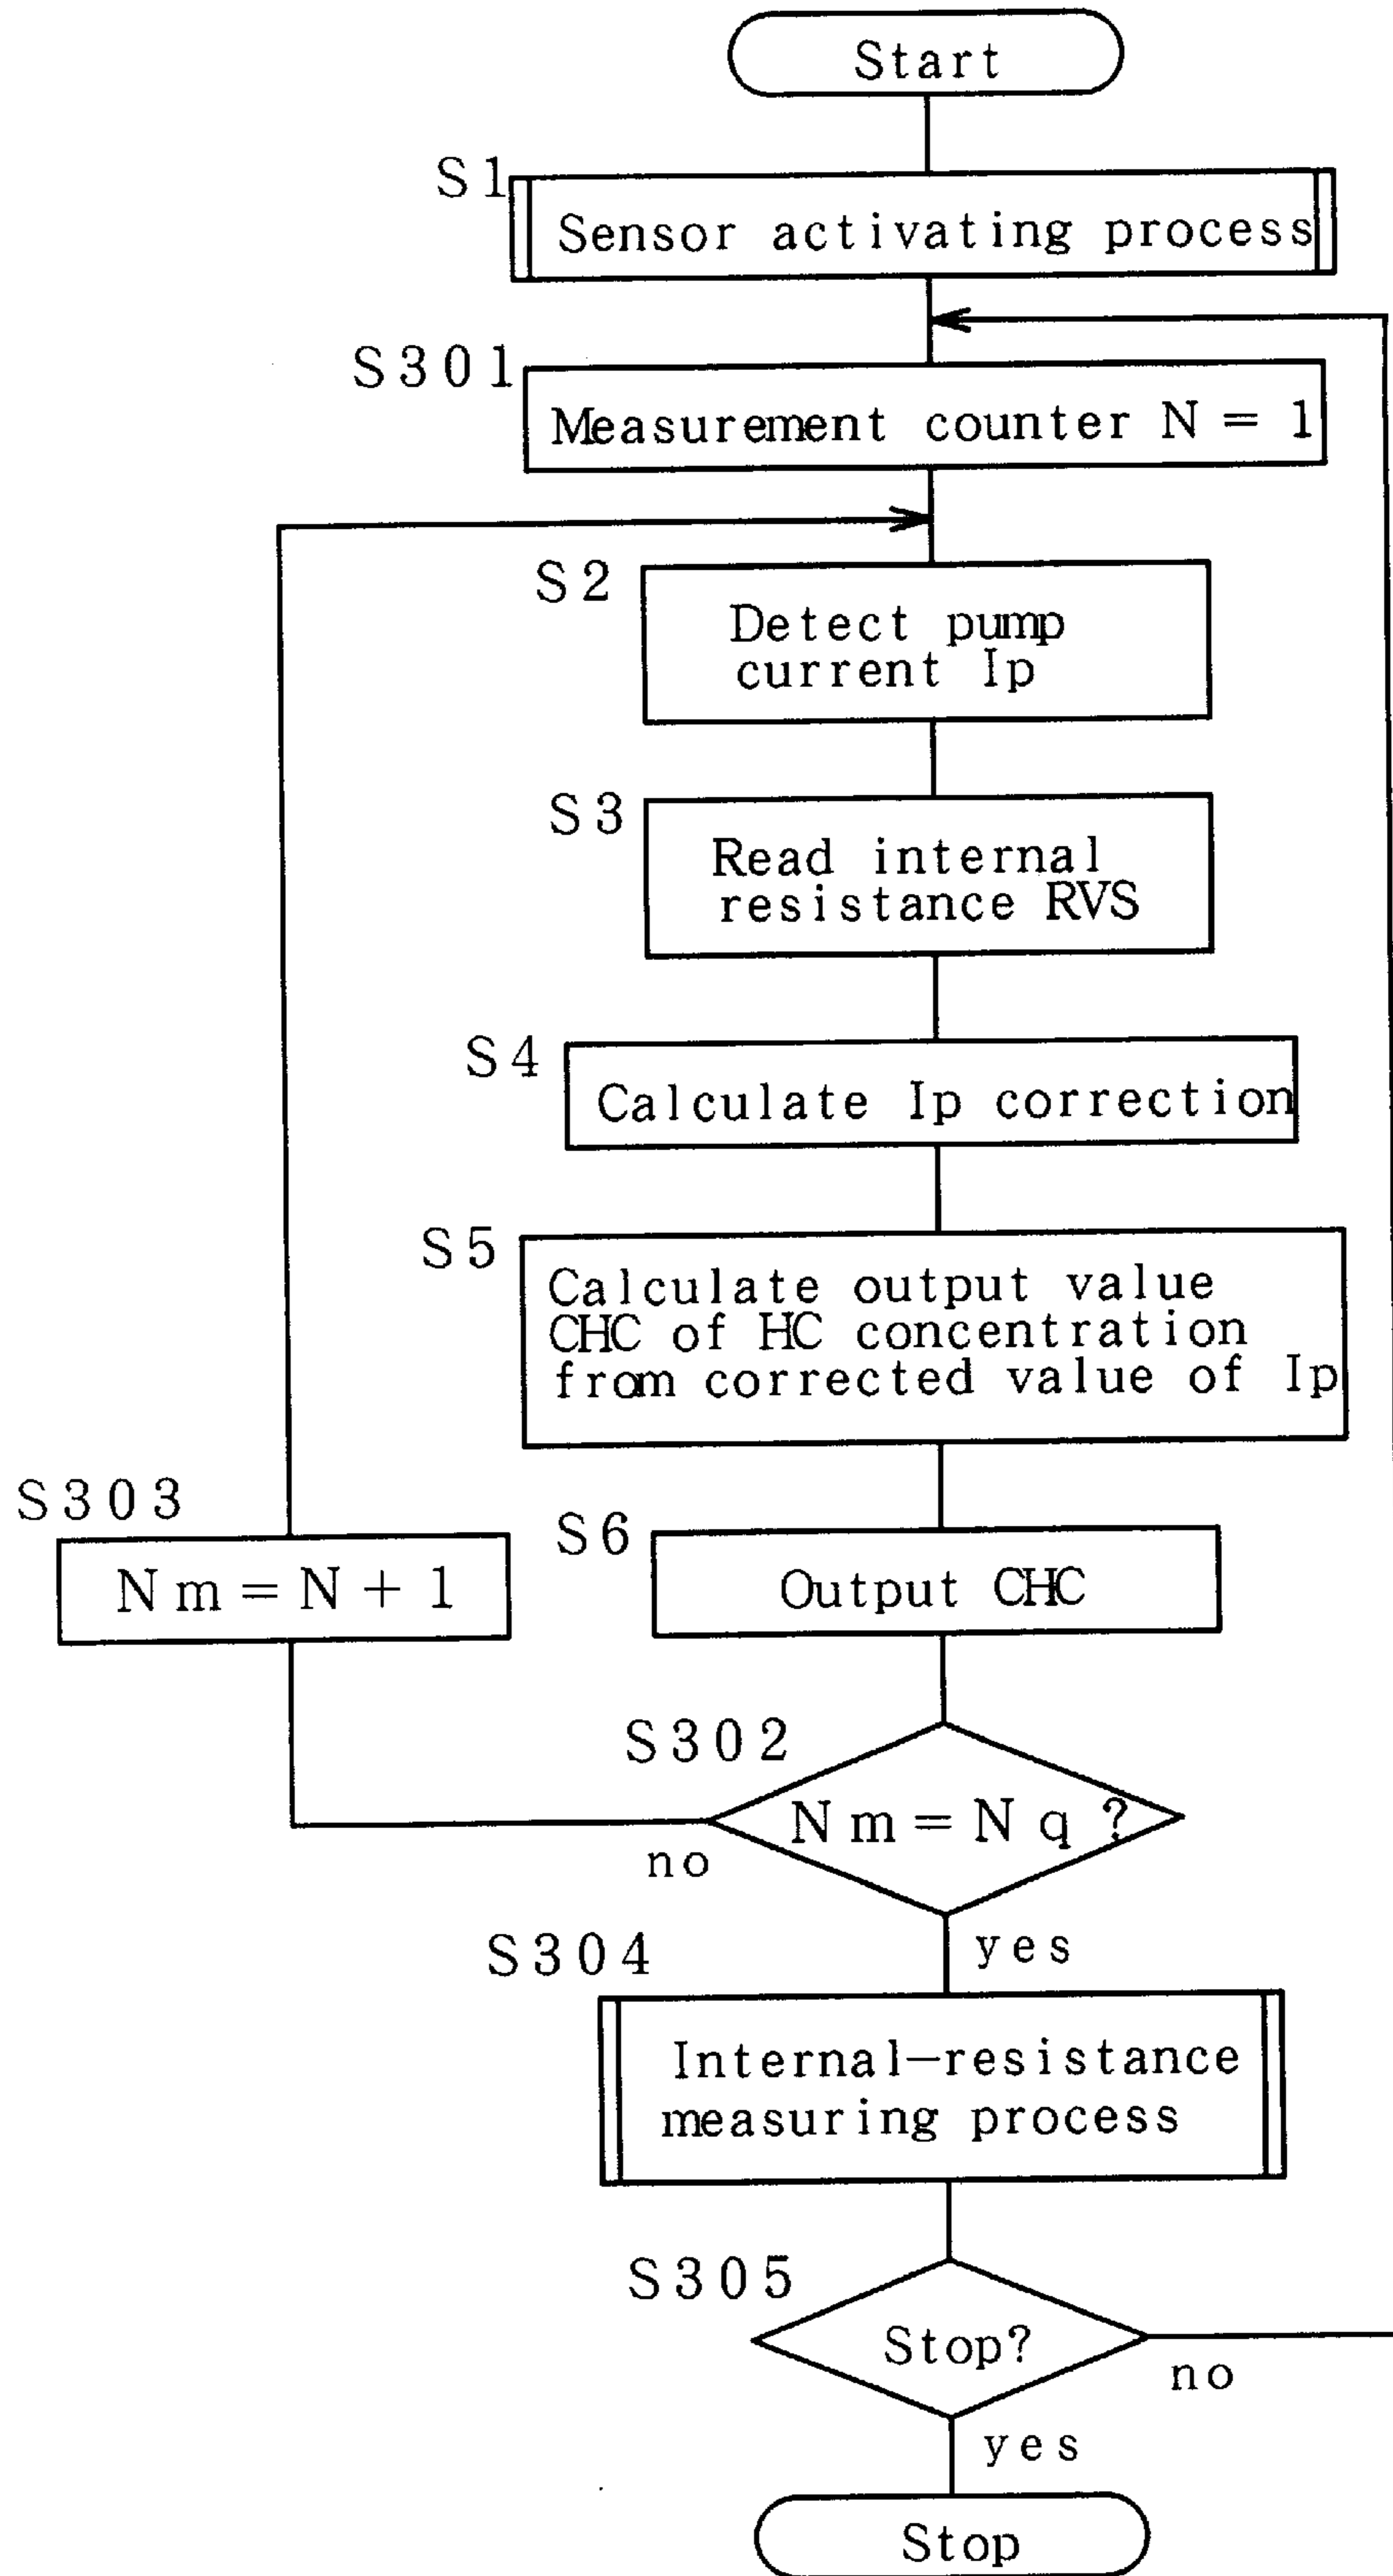 Start
S1
Sensor activating process
S301
Measurement counter N = 1
S2
Detect pump
current Ip
S3
Read internal
resistance RVS
S4
Calculate Ip correction
S5
Calculate output value
CHC of HC concentration
from corrected value of Ip
S303
Nm = N + 1
S6
Output CHC
S302
Nm = Nq ?
no
yes
S304
Internal-resistance
measuring process
S305
Stop?
no
yes
Stop